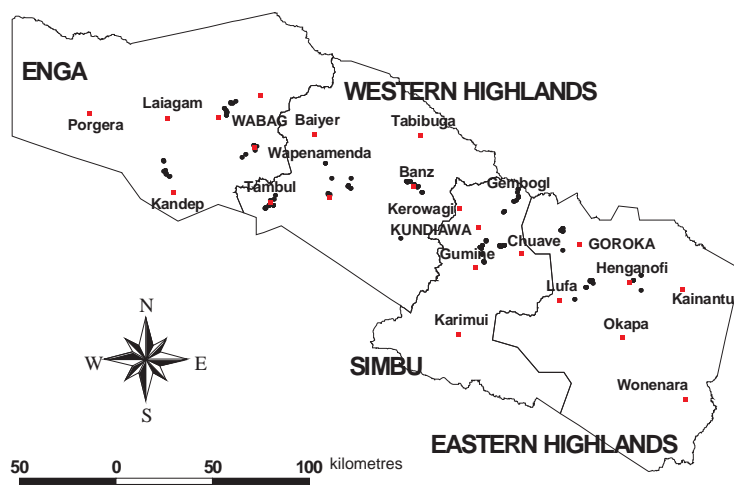 ENGA
WESTERN HIGHLANDS
Laiagam
Porgera
WABAG
Baiyer
Tabibuga
Wapenamenda
Banz
Gembogl
Tambul
Kandep
Kerowagi
KUNDIAWA
Chuave
GOROKA
Gumine
Henganofi
Lufa
Kainantu
Karimui
Okapa
N
W
E
S
SIMBU
Wonenara
EASTERN HIGHLANDS
50 0 50 100 kilometres